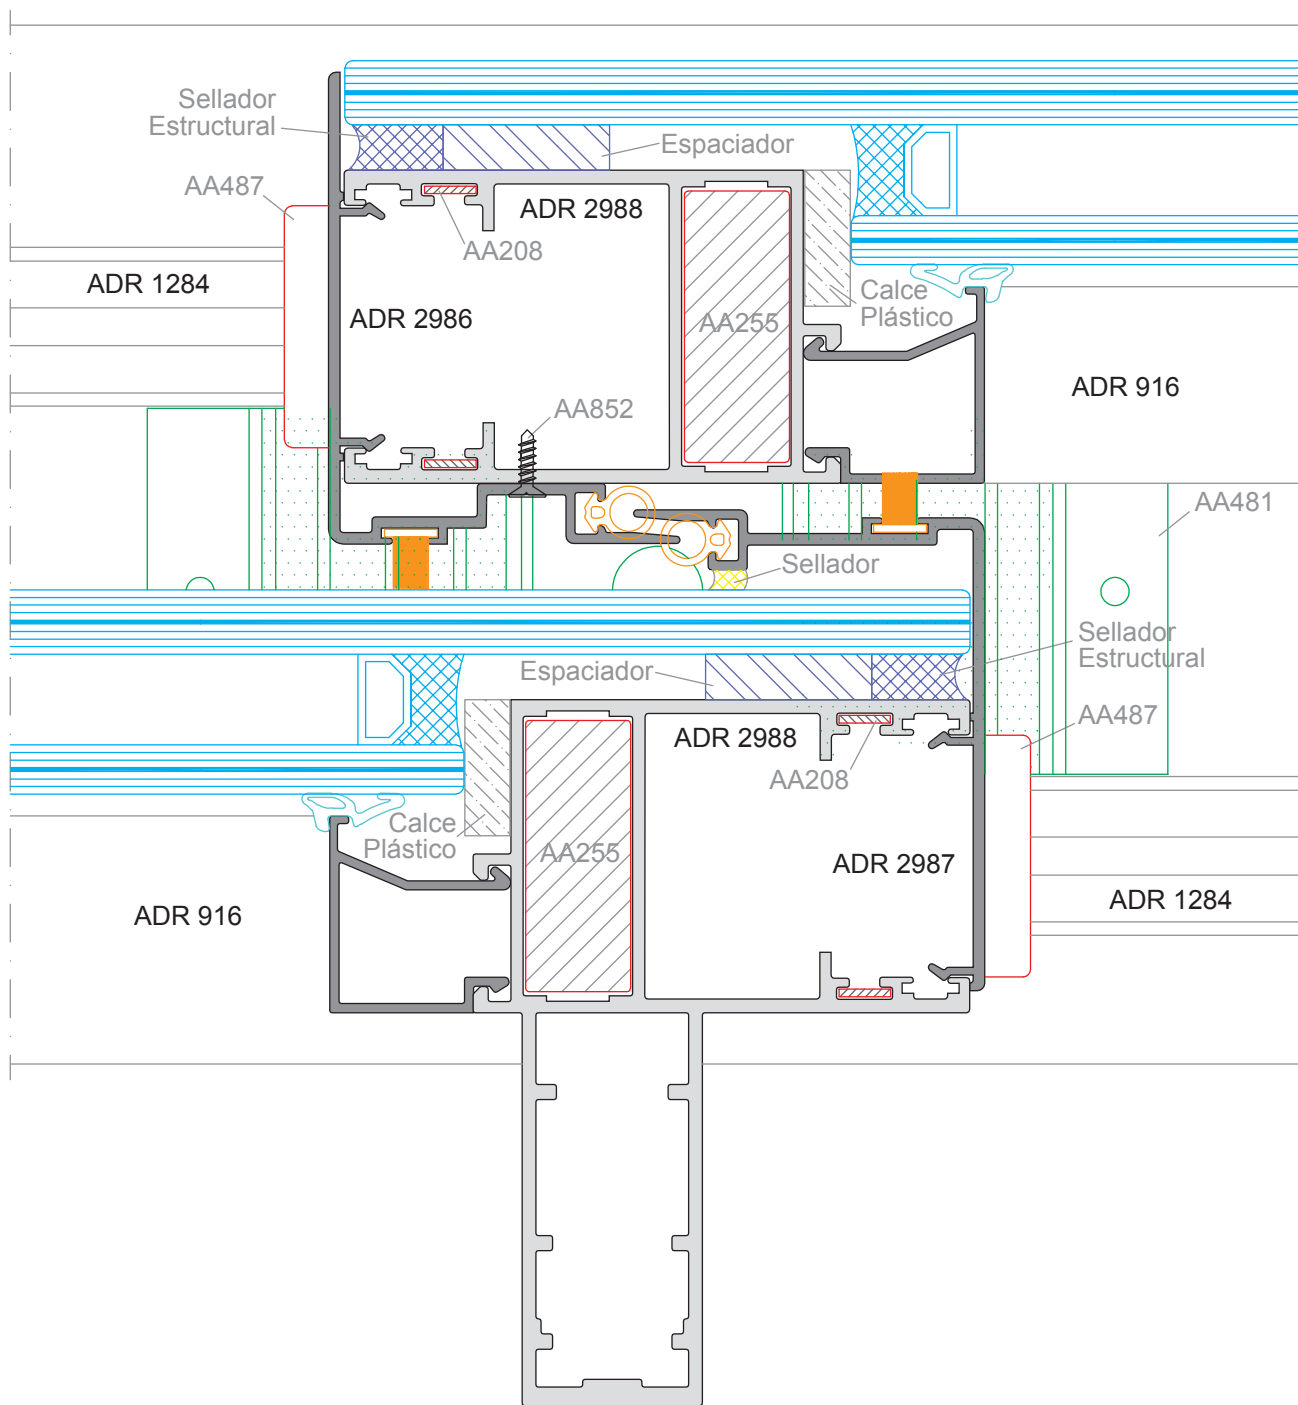 Sellador
Estructural
Espaciador
AA487
ADR 2988
AA208
ADR 1284
ADR 2986
AA255
Calce
Plástico
ADR 916
AA852
AA481
Sellador
Sellador
Estructural
Espaciador
AA487
ADR 2988
AA208
Calce
Plástico
AA255
ADR 2987
ADR 916
ADR 1284